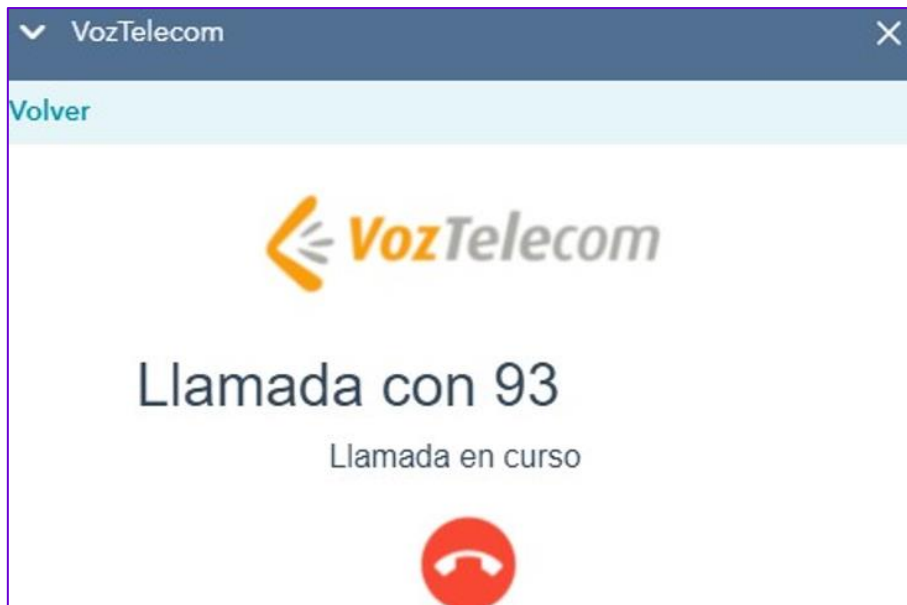 VozTelecom
Volver
VozTelecom
Llamada con 93
Llamada en curso